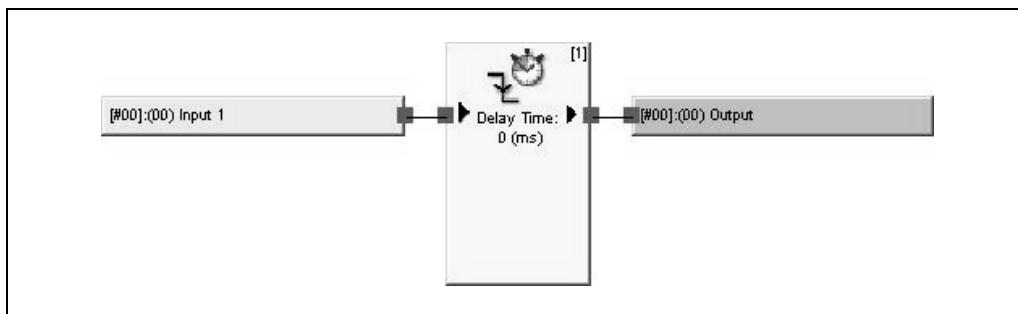 [1]
[#00]:(00) Input 1
Delay Time:
0 (ms)
[#00]:(00) Output